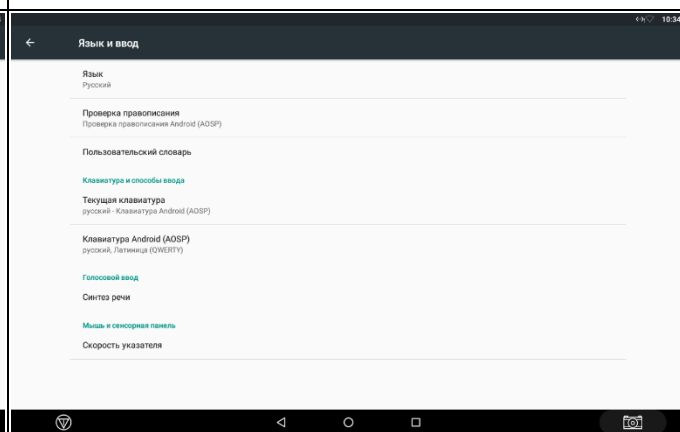 10:34
Язык и ввод
Язык
Русский
Проверка правописания
Проверка правописания Android (AOSP)
Пользовательский словарь
Клавиатура и способы ввода
Текущая клавиатура
русский - Клавиатура Android (AOSP)
Клавиатура Android (AOSP)
русский, Латиница (QWERTY)
Голосовой ввод
Синтез речи
Мышь и сенсорная панель
Скорость указателя